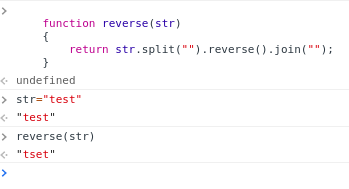 function reverse(str)
{
    return str.split("").reverse().join("");
}
undefined
str="test"
"test"
reverse(str)
"tset"